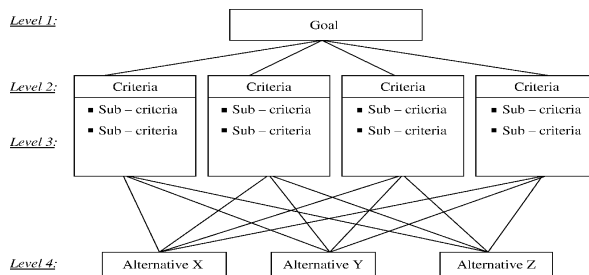 Level 1:
Goal
Level 2:
Criteria Criteria Criteria Criteria
▪ Sub – criteria ▪ Sub – criteria ▪ Sub – criteria ▪ Sub – criteria
▪ Sub – criteria ▪ Sub – criteria ▪ Sub – criteria ▪ Sub – criteria
Level 3:
Level 4:
Alternative X Alternative Y Alternative Z